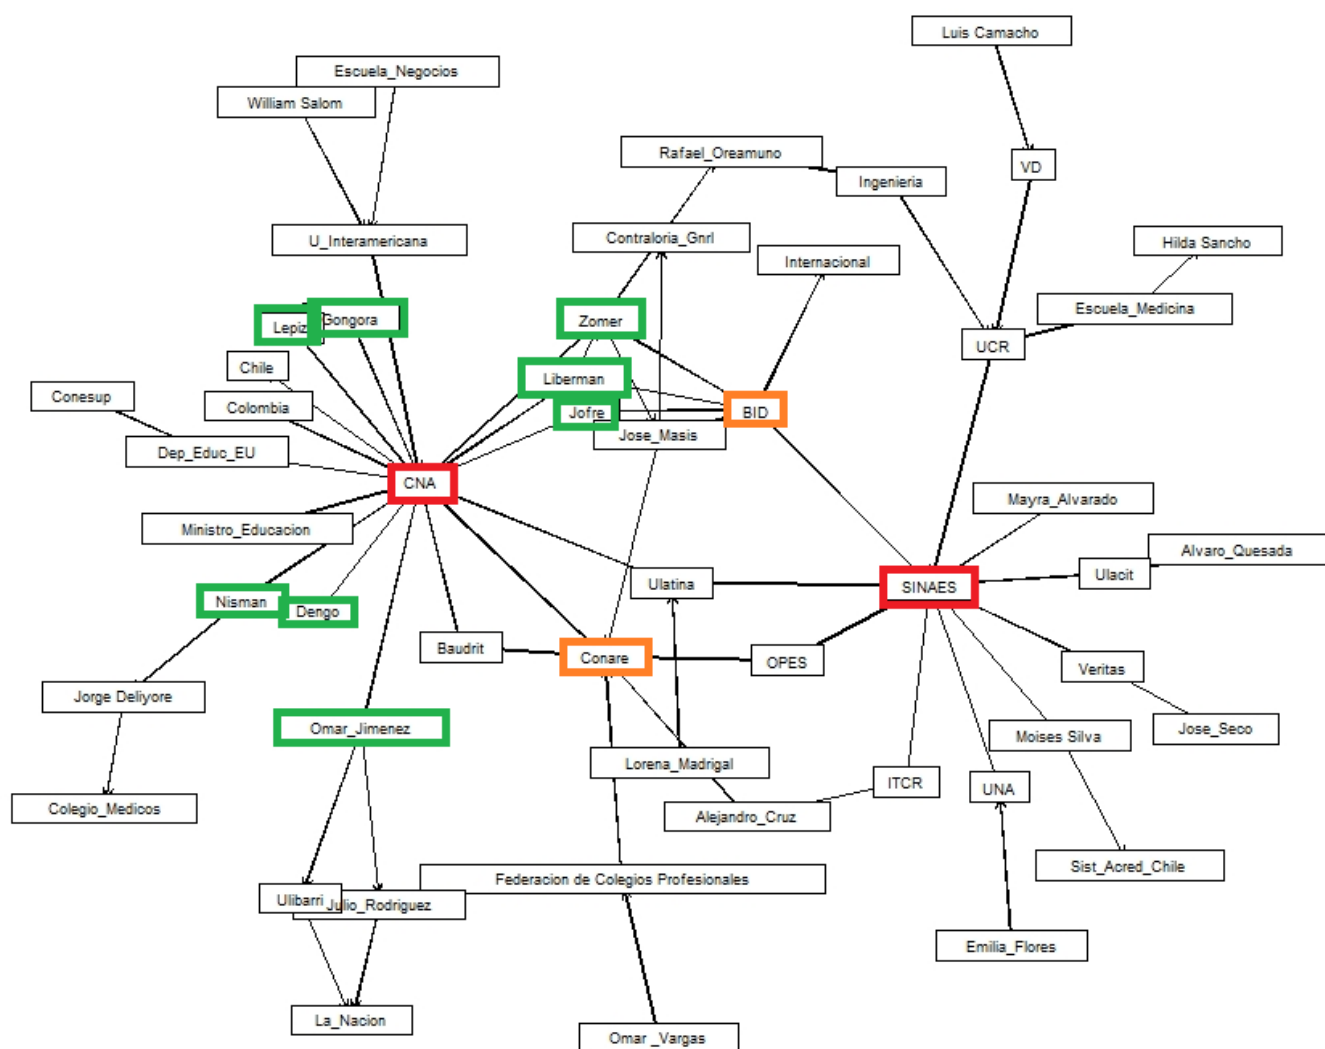 Luis Camacho
Escuela_Negocios
William Salom
Rafael_Oreamuno
VD
Ingenieria
U_Interamericana
Contraloria_Gnrl
Hilda Sancho
Internacional
Escuela_Medicina
Lepiz
Gongora
Zomer
UCR
Chile
Liberman
Conesup
Colombia
Jofre
BID
Jose_Masis
Dep_Educ_EU
CNA
Mayra_Alvarado
Ministro_Educacion
Alvaro_Quesada
Ulatina
SINAES
Ulacit
Nisman
Dengo
Baudrit
Conare
OPES
Veritas
Jorge Deliyore
Omar_Jimenez
Jose_Seco
Moises Silva
Lorena_Madrigal
ITCR
UNA
Colegio_Medicos
Alejandro_Cruz
Sist_Acred_Chile
Federacion de Colegios Profesionales
Ulibarri
Julio_Rodriguez
Emilia_Flores
La_Nacion
Omar _Vargas